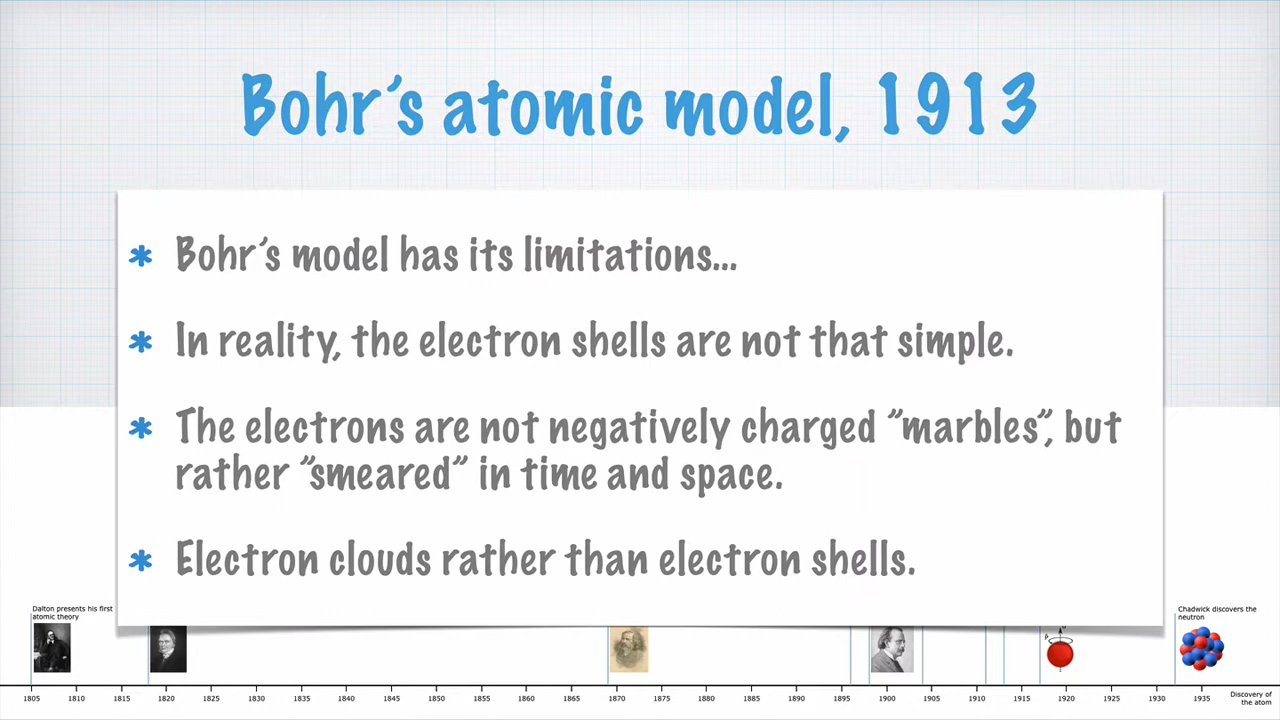 Bohr’s atomic model, 1913
* Bohr’s model has its limitations...
* In reality, the electron shells are not that simple.
* The electrons are not negatively charged ”marbles”, but
rather ”smeared” in time and space.
* Electron clouds rather than electron shells.
Dalton presents his first
atomic theory
Chadwick discovers the
neutron
1805 1810 1815 1820 1825 1830 1835 1840 1845 1850 1855 1860 1865 1870 1875 1880 1885 1890 1895 1900 1905 1910 1915 1920 1925 1930 1935
Discovery of
the atom